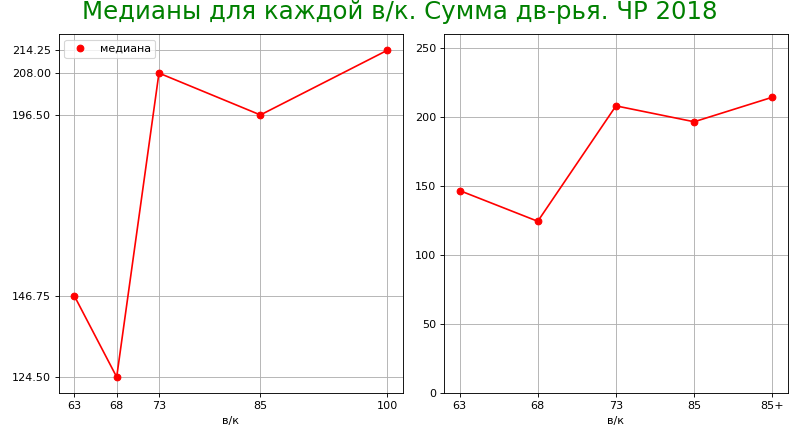 Медианы для каждой в/к. Сумма дв-рья. ЧР 2018
медиана
214.25
208.00
196.50
146.75
124.50
63 68 73 85 100
в/к
250
200
150
100
50
0
63 68 73 85 85+
в/к